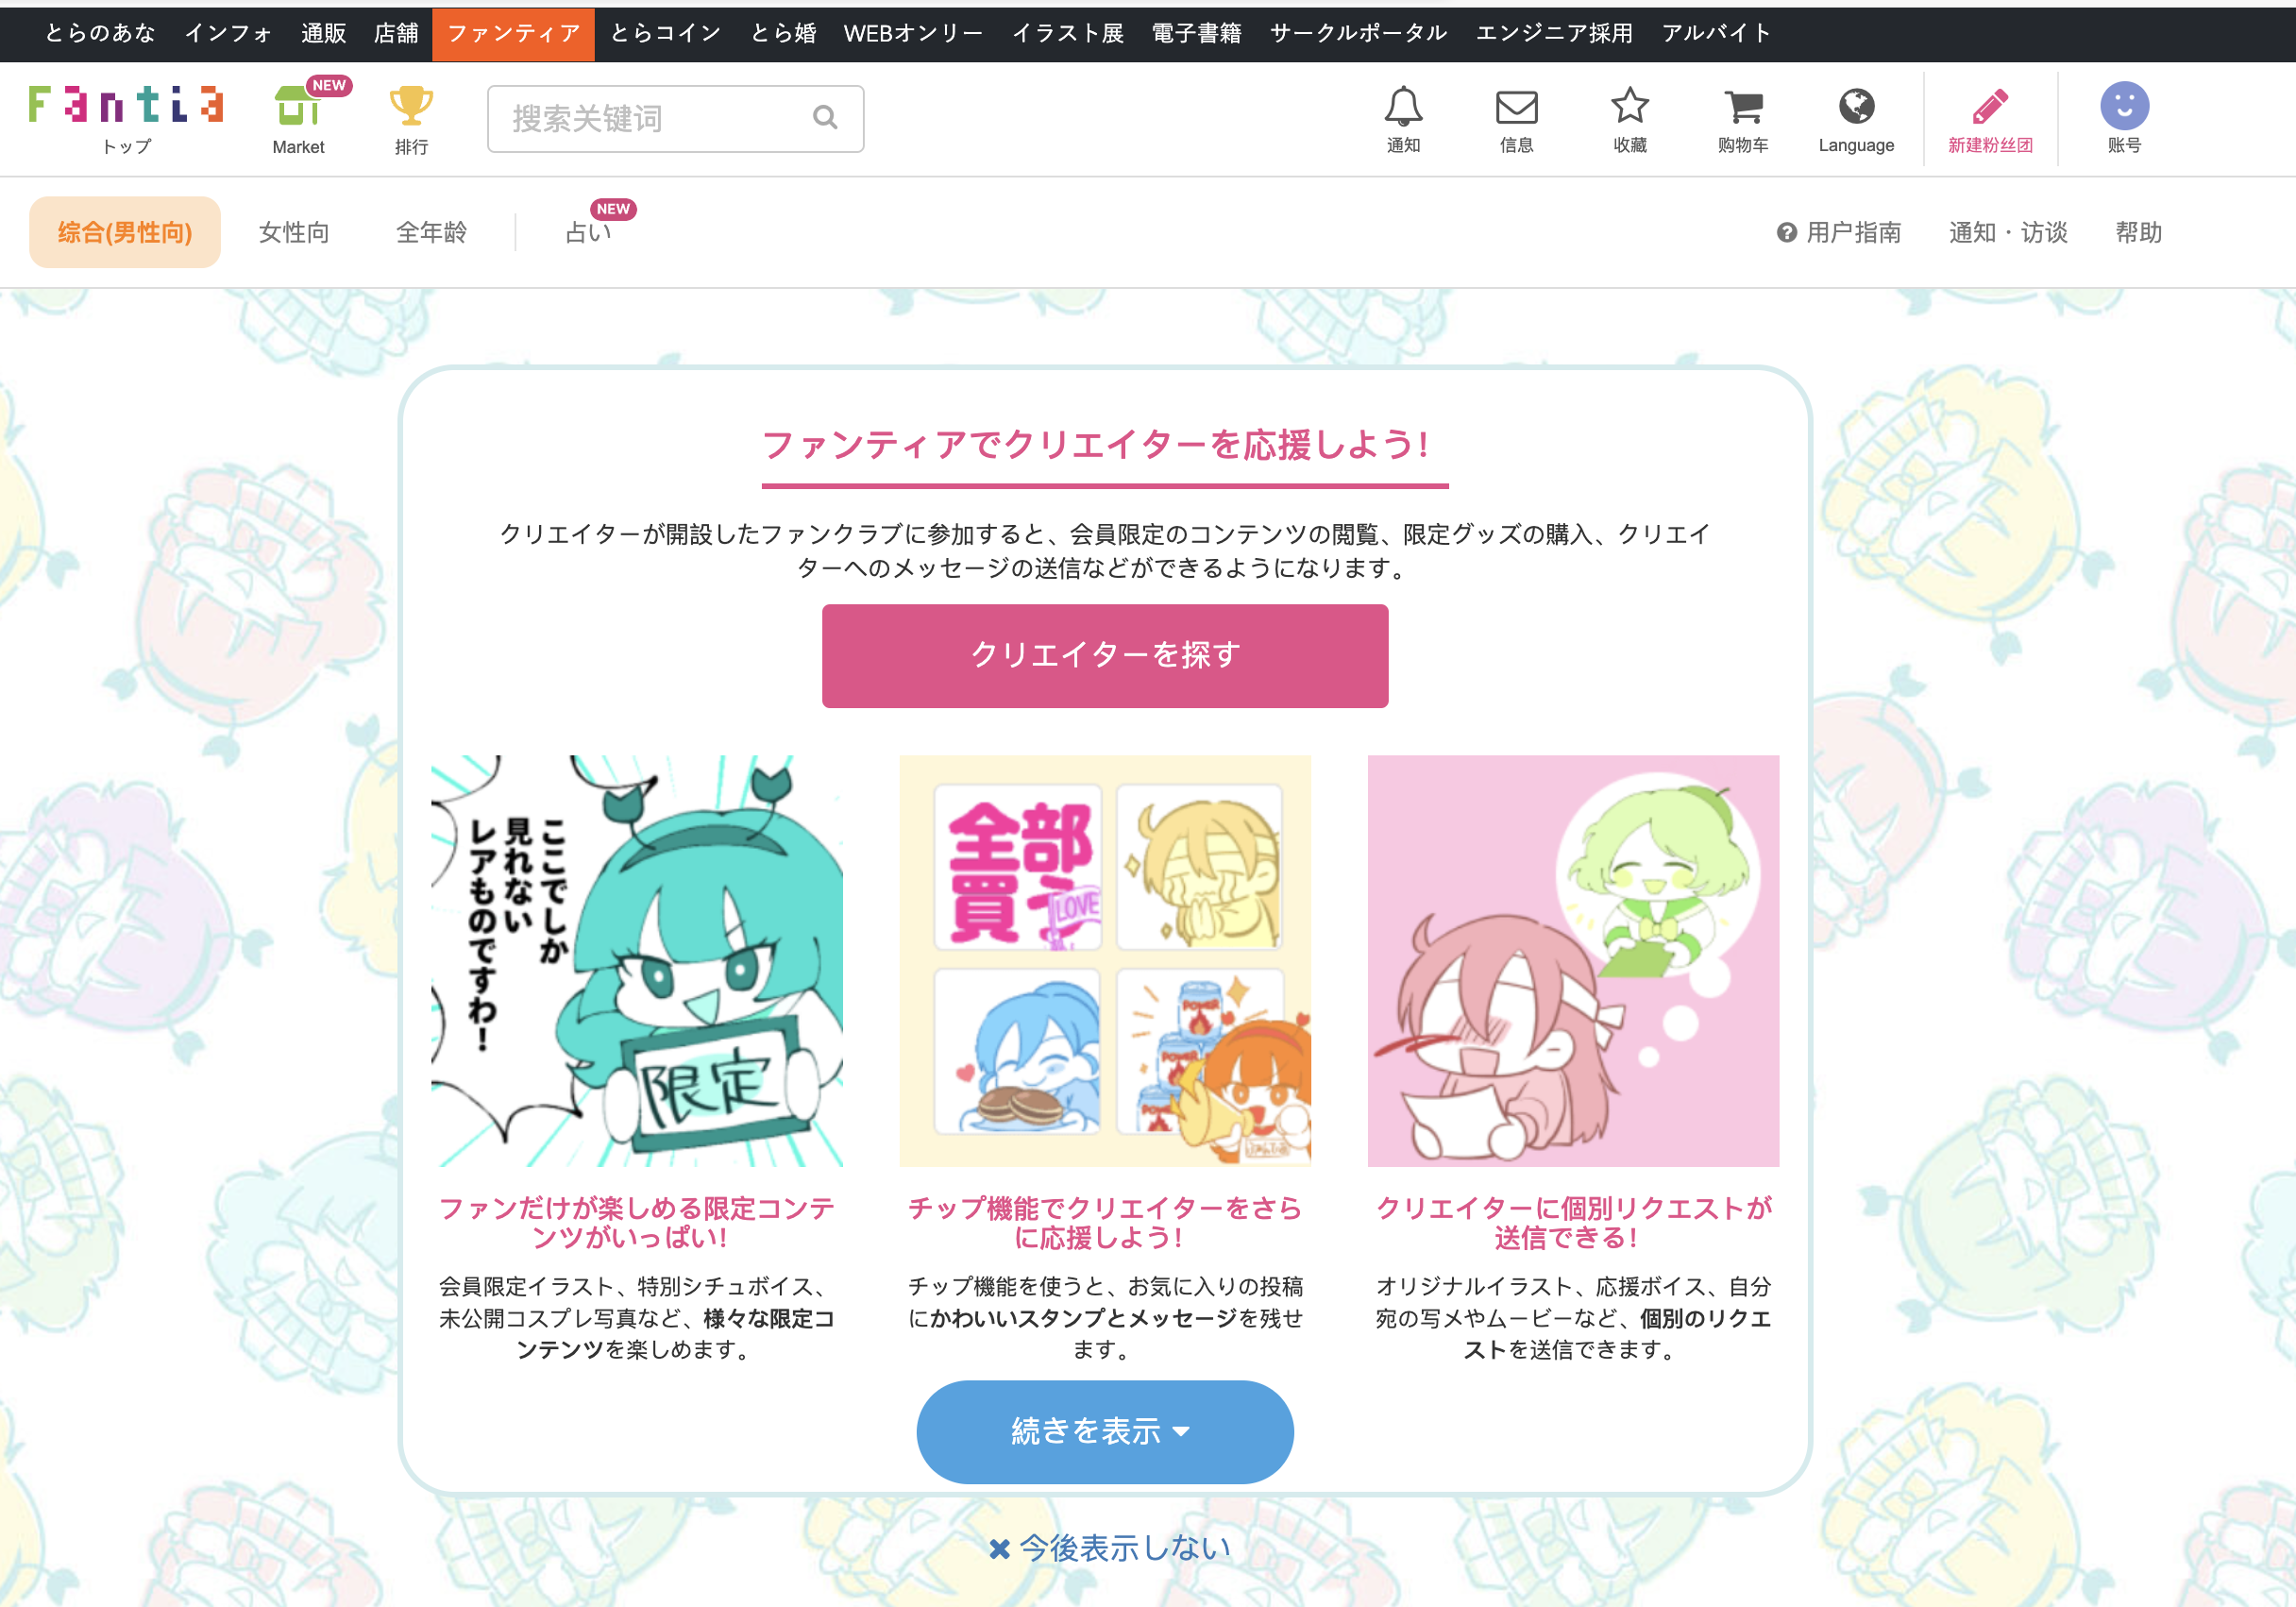 とらのあな インフォ 通販 店舗 ファンティア とらコイン とら婚 WEBオンリー イラスト展 電子書籍 サークルポータル エンジニア採用 アルバイト
Fantia
トップ
NEW
Market
排行
搜索关键词
通知
信息
收藏
购物车
Language
新建粉丝团
账号
综合(男性向) 女性向 全年龄 占い NEW
用户指南 通知・访谈 帮助
ファンティアでクリエイターを応援しよう!
クリエイターが開設したファンクラブに参加すると、会員限定のコンテンツの閲覧、限定グッズの購入、クリエイ
ターへのメッセージの送信などができるようになります。
クリエイターを探す
ここでしか
見れない
レアものですわ!
限定
全部
買う
LOVE
POWER
POWER
POWER
ファンだけが楽しめる限定コンテ
ンツがいっぱい!
会員限定イラスト、特別シチュボイス、
未公開コスプレ写真など、様々な限定コ
ンテンツを楽しめます。
チップ機能でクリエイターをさら
に応援しよう!
チップ機能を使うと、お気に入りの投稿
にかわいいスタンプとメッセージを残せ
ます。
クリエイターに個別リクエストが
送信できる!
オリジナルイラスト、応援ボイス、自分
宛の写メやムービーなど、個別のリクエ
ストを送信できます。
続きを表示
今後表示しない